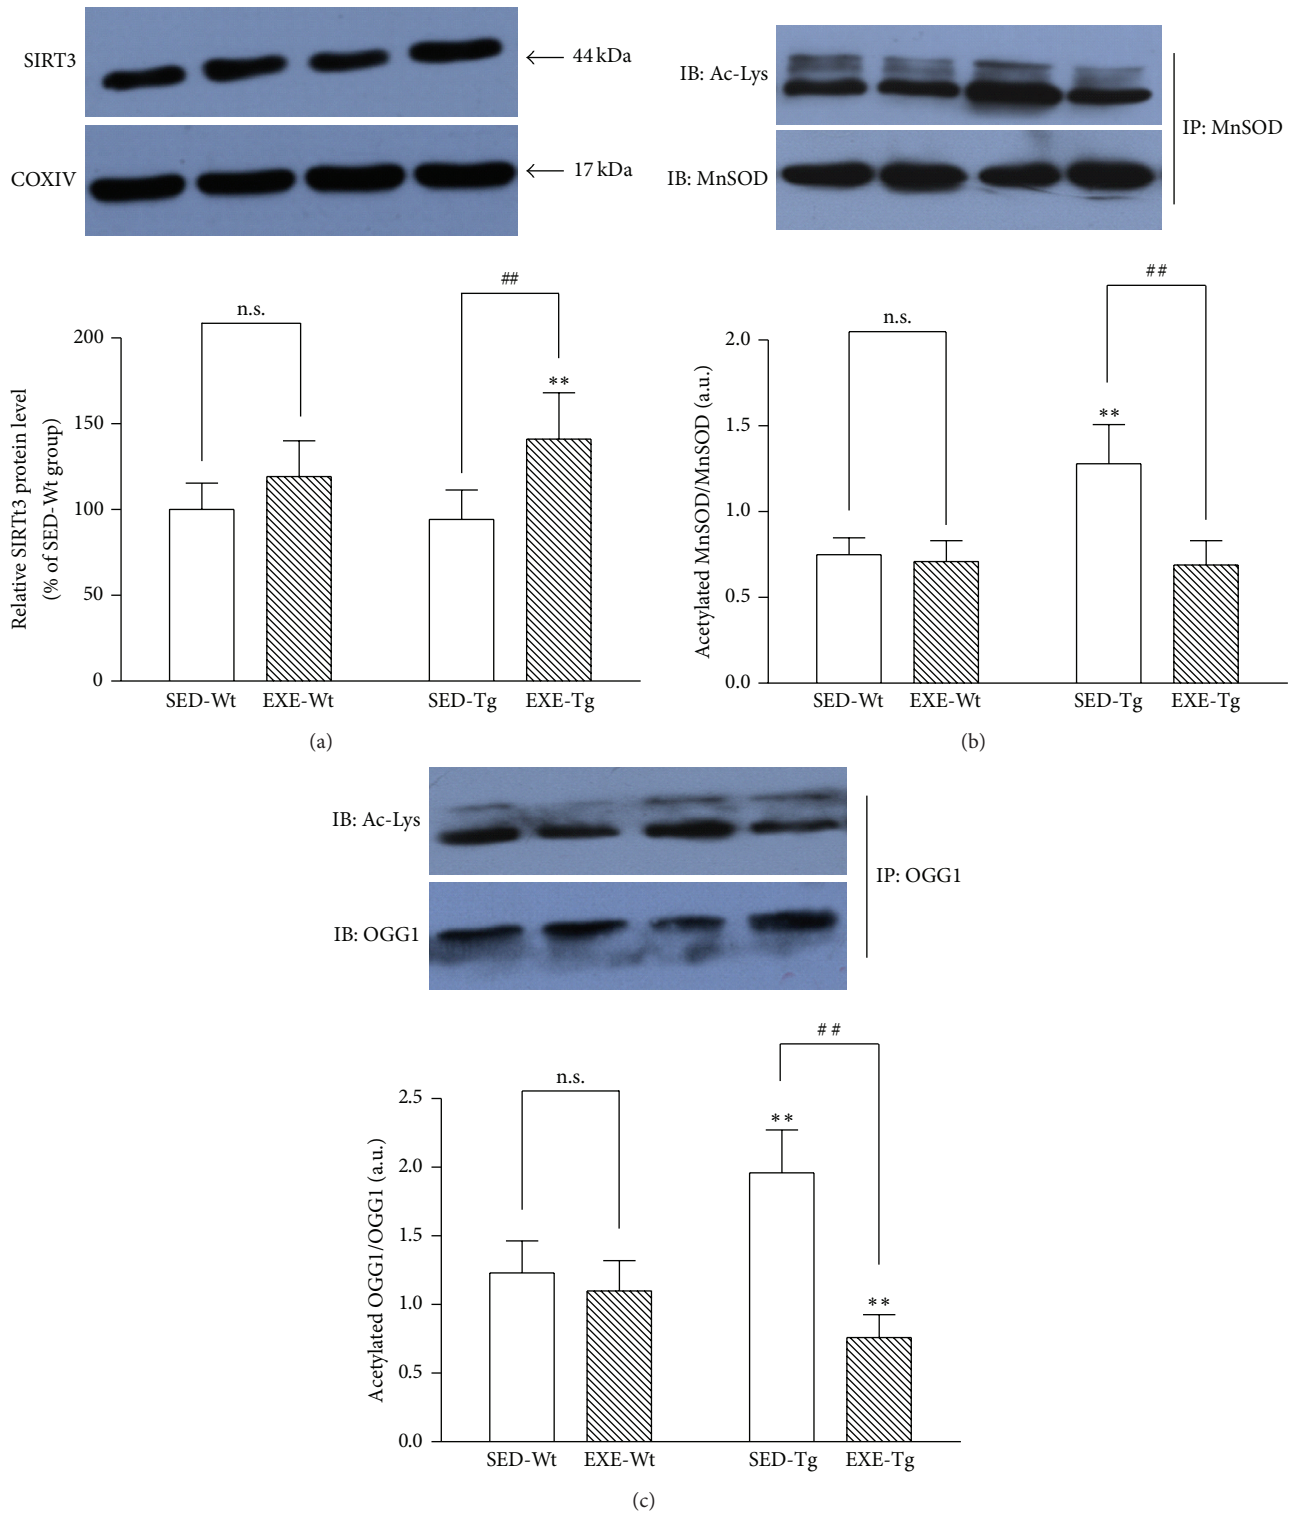 SIRT3
44 kDa
COXIV
17 kDa
n.s.
##
**
Relative SIRTt3 protein level
(% of SED-Wt group)
200
150
100
50
0
SED-Wt EXE-Wt SED-Tg EXE-Tg
(a)
IB: Ac-Lys
IP: MnSOD
IB: MnSOD
##
n.s.
**
Acetylated MnSOD/MnSOD (a.u.)
2.0
1.5
1.0
0.5
0.0
SED-Wt EXE-Wt SED-Tg EXE-Tg
(b)
IB: Ac-Lys
IP: OGG1
IB: OGG1
# #
n.s.
**
**
Acetylated OGG1/OGG1 (a.u.)
2.5
2.0
1.5
1.0
0.5
0.0
SED-Wt EXE-Wt SED-Tg EXE-Tg
(c)